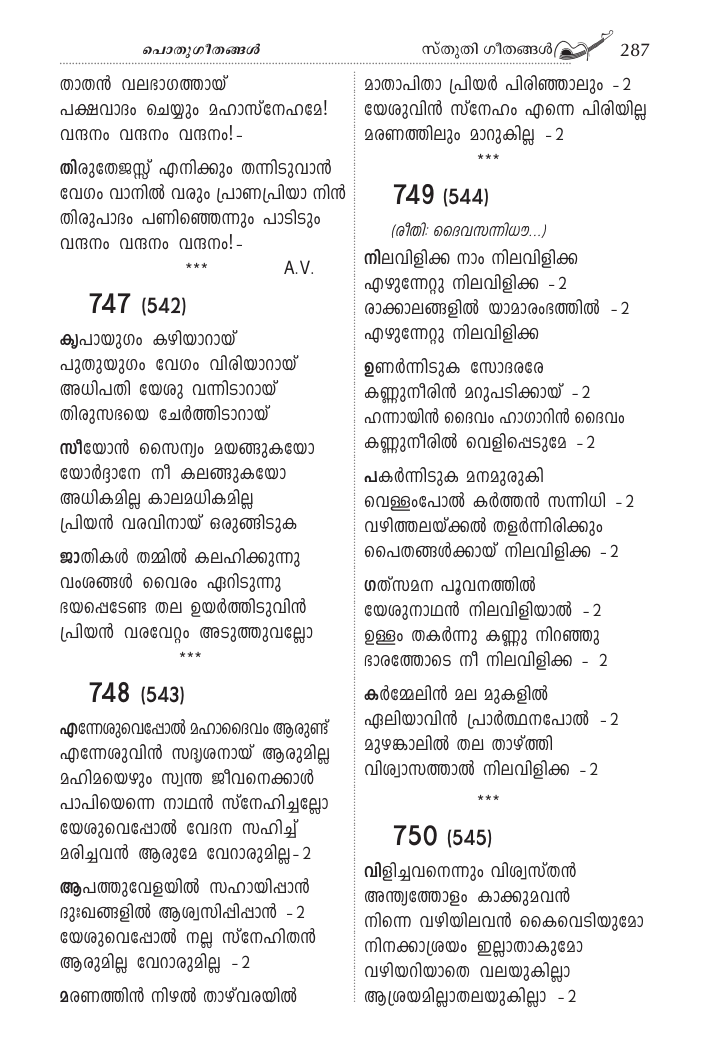 പൊതുഗീതങ്ങൾ
സ്തുതി ഗീതങ്ങൾ 287
താതൻ വലഭാഗത്തായ്
പക്ഷവാദം ചെയ്യും മഹാസ്നേഹമേ!
വന്ദനം വന്ദനം വന്ദനം!-
തിരുതേജസ്സ് എനിക്കും തന്നിടുവാൻ
വേഗം വാനിൽ വരും പ്രാണപ്രിയാ നിൻ
തിരുപാദം പണിഞ്ഞെന്നും പാടിടും
വന്ദനം വന്ദനം വന്ദനം!-
*** A.V.
747 (542)
കൃപായുഗം കഴിയാറായ്
പുതുയുഗം വേഗം വിരിയാറായ്
അധിപതി യേശു വന്നിടാറായ്
തിരുസഭയെ ചേർത്തിടാറായ്
സീയോൻ സൈന്യം മയങ്ങുകയോ
യോർദ്ദാനേ നീ കലങ്ങുകയോ
അധികമില്ല കാലമധികമില്ല
പ്രിയൻ വരവിനായ് ഒരുങ്ങിടുക
ജാതികൾ തമ്മിൽ കലഹിക്കുന്നു
വംശങ്ങൾ വൈരം ഏറിടുന്നു
ഭയപ്പെടേണ്ട തല ഉയർത്തിടുവിൻ
പ്രിയൻ വരവേറ്റം അടുത്തുവല്ലോ
***
748 (543)
എന്നേശുവെപ്പോൽ മഹാദൈവം ആരുണ്ട്
എന്നേശുവിൻ സദൃശനായ് ആരുമില്ല
മഹിമയെഴും സ്വന്ത ജീവനെക്കാൾ
പാപിയെന്നെ നാഥൻ സ്നേഹിച്ചല്ലോ
യേശുവെപ്പോൽ വേദന സഹിച്ച്
മരിച്ചവൻ ആരുമേ വേറാരുമില്ല-2
ആപത്തുവേളയിൽ സഹായിപ്പാൻ
ദുഃഖങ്ങളിൽ ആശ്വസിപ്പിപ്പാൻ -2
യേശുവെപ്പോൽ നല്ല സ്നേഹിതൻ
ആരുമില്ല വേറാരുമില്ല -2
മരണത്തിൻ നിഴൽ താഴ്‌വരയിൽ
മാതാപിതാ പ്രിയർ പിരിഞ്ഞാലും -2
യേശുവിൻ സ്നേഹം എന്നെ പിരിയില്ല
മരണത്തിലും മാറുകില്ല -2
***
749 (544)
(രീതി: ദൈവസന്നിധൗ...)
നിലവിളിക്ക നാം നിലവിളിക്ക
എഴുന്നേറ്റു നിലവിളിക്ക -2
രാക്കാലങ്ങളിൽ യാമാരംഭത്തിൽ -2
എഴുന്നേറ്റു നിലവിളിക്ക
ഉണർന്നിടുക സോദരരേ
കണ്ണുനീരിൻ മറുപടിക്കായ് -2
ഹന്നായിൻ ദൈവം ഹാഗാറിൻ ദൈവം
കണ്ണുനീരിൽ വെളിപ്പെടുമേ -2
പകർന്നിടുക മനമുരുകി
വെള്ളംപോൽ കർത്തൻ സന്നിധി -2
വഴിത്തലയ്ക്കൽ തളർന്നിരിക്കും
പൈതങ്ങൾക്കായ് നിലവിളിക്ക -2
ഗത്സമന പൂവനത്തിൽ
യേശുനാഥൻ നിലവിളിയാൽ -2
ഉള്ളം തകർന്നു കണ്ണു നിറഞ്ഞു
ഭാരത്തോടെ നീ നിലവിളിക്ക - 2
കർമ്മേലിൻ മല മുകളിൽ
ഏലിയാവിൻ പ്രാർത്ഥനപോൽ -2
മുഴങ്കാലിൽ തല താഴ്ത്തി
വിശ്വാസത്താൽ നിലവിളിക്ക -2
***
750 (545)
വിളിച്ചവനെന്നും വിശ്വസ്തൻ
അന്ത്യത്തോളം കാക്കുമവൻ
നിന്നെ വഴിയിലവൻ കൈവെടിയുമോ
നിനക്കാശ്രയം ഇല്ലാതാകുമോ
വഴിയറിയാതെ വലയുകില്ലാ
ആശ്രയമില്ലാതലയുകില്ലാ -2